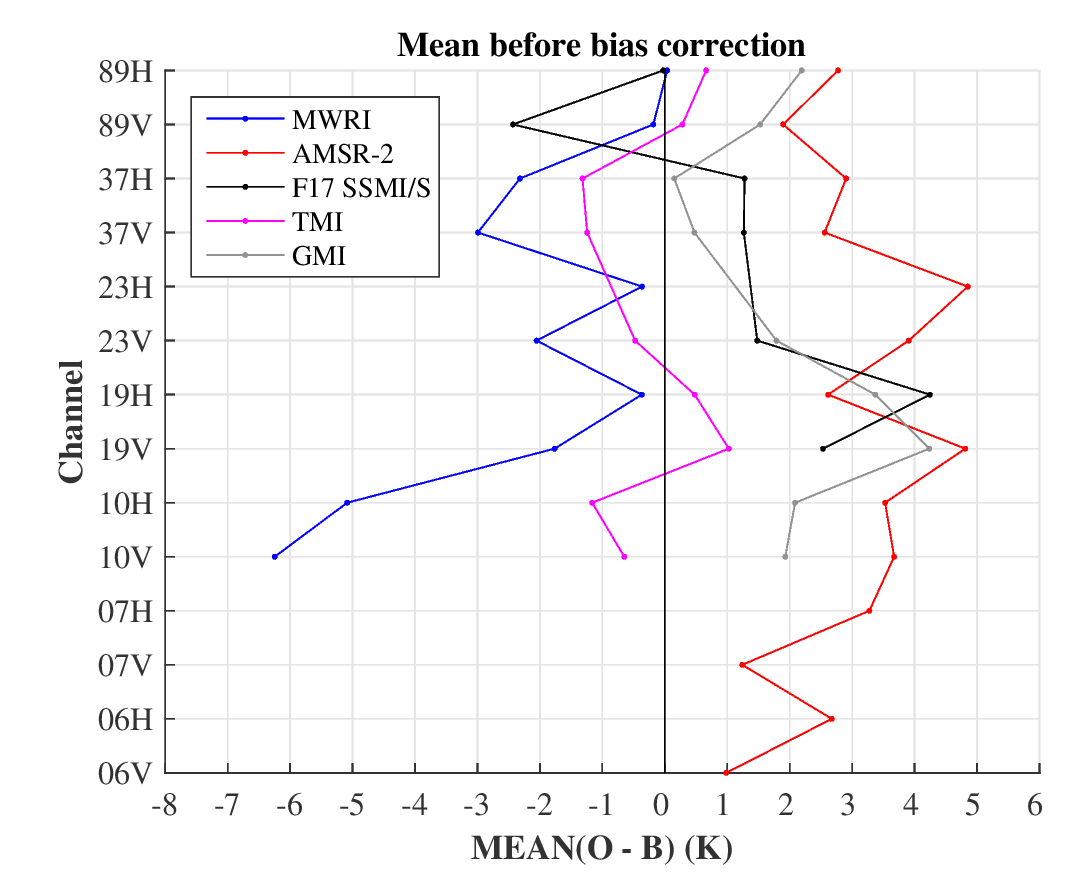 Mean before bias correction
89H
89V
37H
37V
23H
23V
19H
19V
10H
10V
07H
07V
06H
06V
Channel
MWRI
AMSR-2
F17 SSMI/S
TMI
GMI
-8 -7 -6 -5 -4 -3 -2 -1 0 1 2 3 4 5 6
MEAN(O - B) (K)